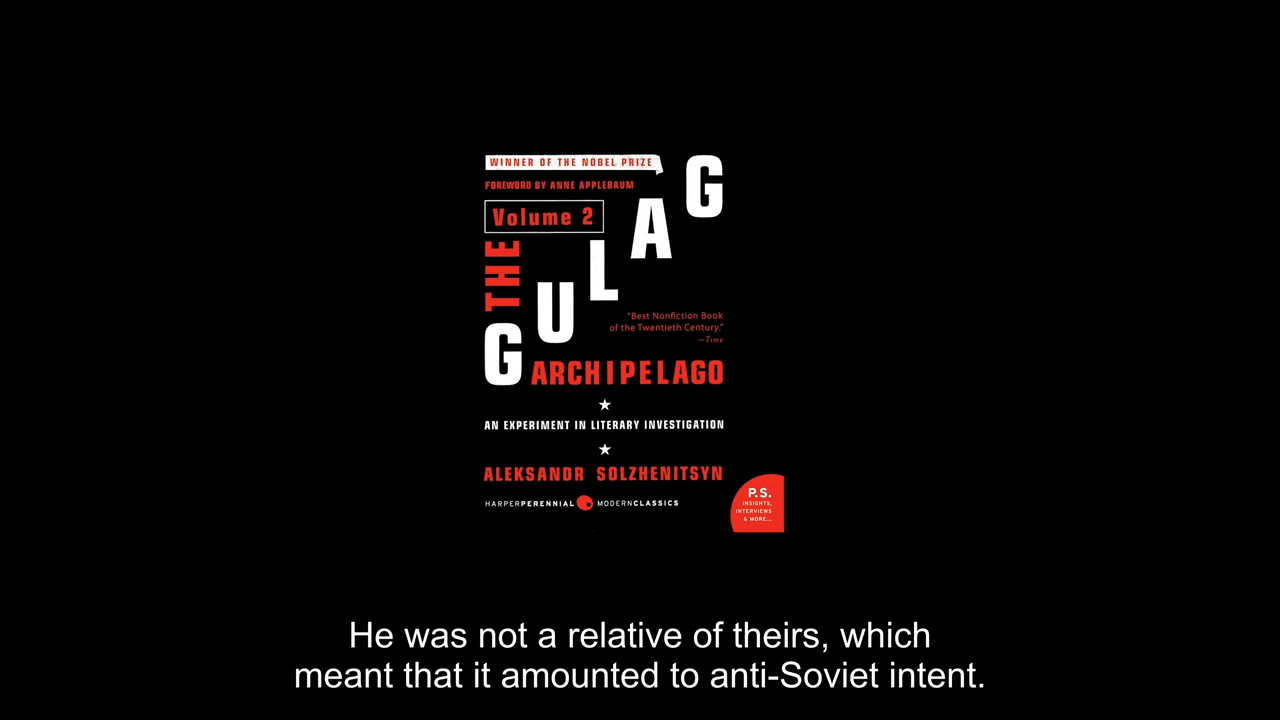 WINNER OF THE NOBEL PRIZE
FOREWORD BY ANNE APPLEBAUM
Volume 2
THE
GULAG
"Best Nonfiction Book
of the Twentieth Century."
—Time
ARCHIPELAGO
AN EXPERIMENT IN LITERARY INVESTIGATION
ALEKSANDR SOLZHENITSYN
HARPERPERENNIAL MODERNCLASSICS
P.S.
INSIGHTS,
INTERVIEWS
& MORE...
He was not a relative of theirs, which
meant that it amounted to anti-Soviet intent.